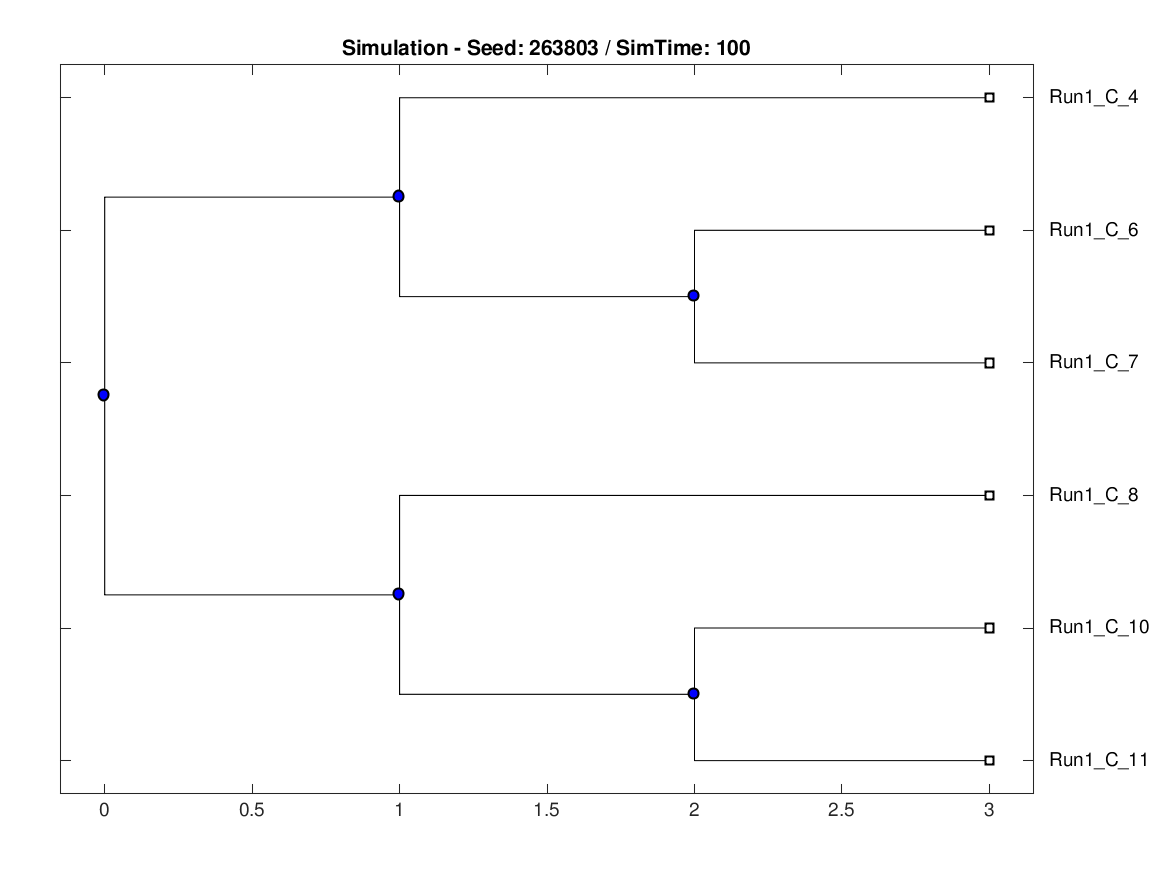 Simulation - Seed: 263803 / SimTime: 100
Run1_C_4
Run1_C_6
Run1_C_7
Run1_C_8
Run1_C_10
Run1_C_11
0 0.5 1 1.5 2 2.5 3